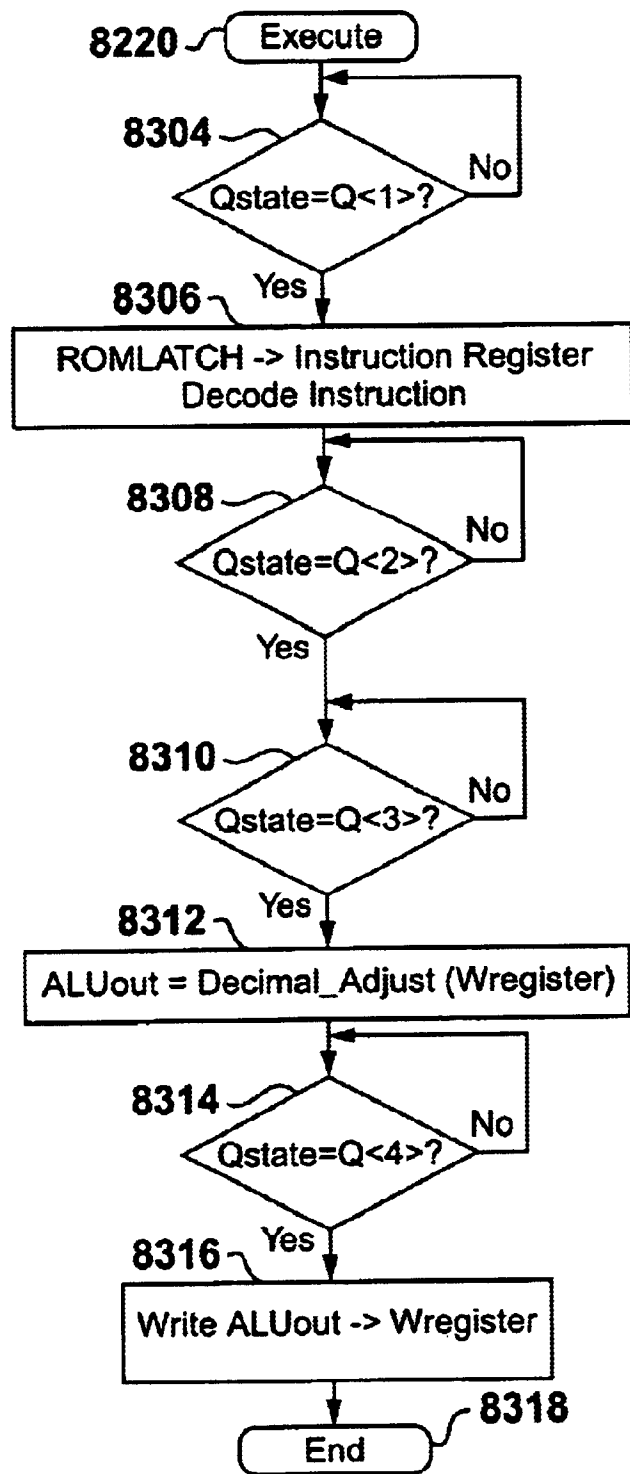 8220
Execute
8304
Qstate=Q<1>?
No
Yes
8306
ROMLATCH -> Instruction Register
Decode Instruction
8308
Qstate=Q<2>?
No
Yes
8310
Qstate=Q<3>?
No
Yes
8312
ALUout = Decimal_Adjust (Wregister)
8314
Qstate=Q<4>?
No
Yes
8316
Write ALUout -> Wregister
8318
End